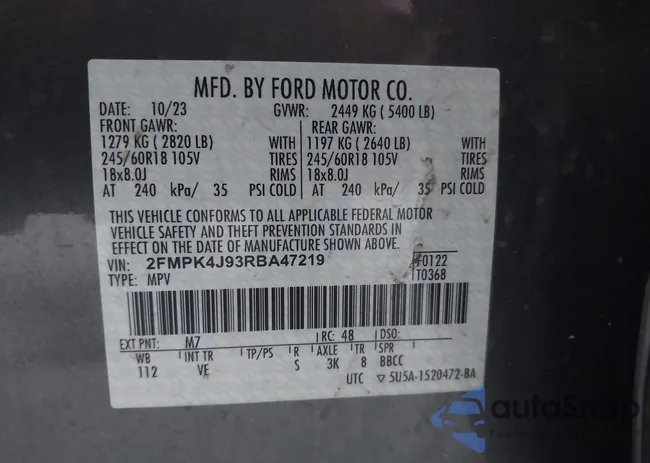 MFD. BY FORD MOTOR CO.
DATE: 10/23 GVWR: 2449 KG ( 5400 LB)
FRONT GAWR: REAR GAWR:
1279 KG ( 2820 LB) WITH 1197 KG ( 2640 LB) WITH
245/60R18 105V TIRES 245/60R18 105V TIRES
18x8.0J RIMS 18x8.0J RIMS
AT 240 kPa/ 35 PSI COLD AT 240 kPa/ 35 PSI COLD
THIS VEHICLE CONFORMS TO ALL APPLICABLE FEDERAL MOTOR
VEHICLE SAFETY AND THEFT PREVENTION STANDARDS IN
EFFECT ON THE DATE OF MANUFACTURE SHOWN ABOVE.
VIN: 2FMPK4J93RBA47219 F0122
TYPE: MPV T0368
EXT PNT: M7 RC: 48 DSO:
WB INT TR TP/PS R AXLE TR SPR
112 VE S 3K 8 BBCC
UTC ▽ 5U5A-1520472-BA
autoSnap